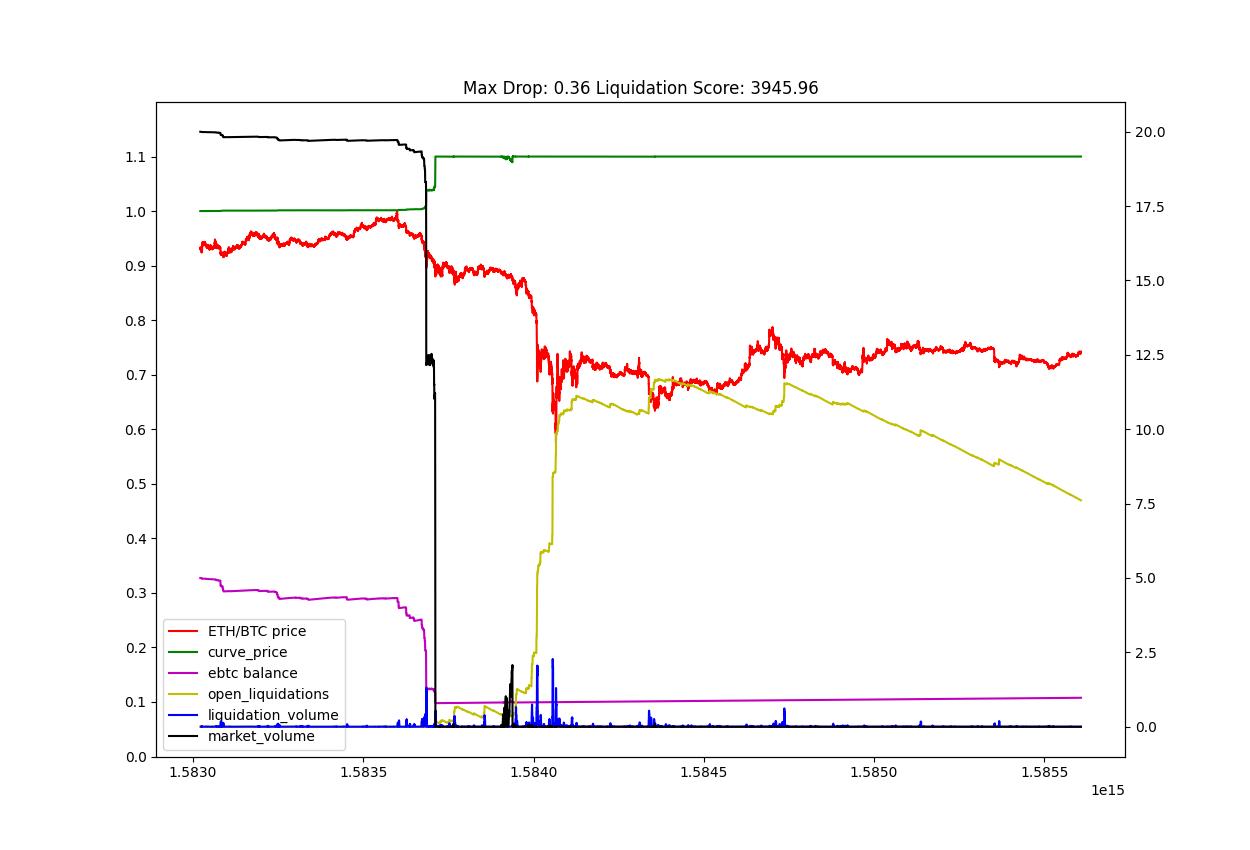 Max Drop: 0.36 Liquidation Score: 3945.96
1.1
1.0
0.9
0.8
0.7
0.6
0.5
0.4
0.3
0.2
0.1
0.0
20.0
17.5
15.0
12.5
10.0
7.5
5.0
2.5
0.0
ETH/BTC price
curve_price
ebtc balance
open_liquidations
liquidation_volume
market_volume
1.5830 1.5835 1.5840 1.5845 1.5850 1.5855
1e15